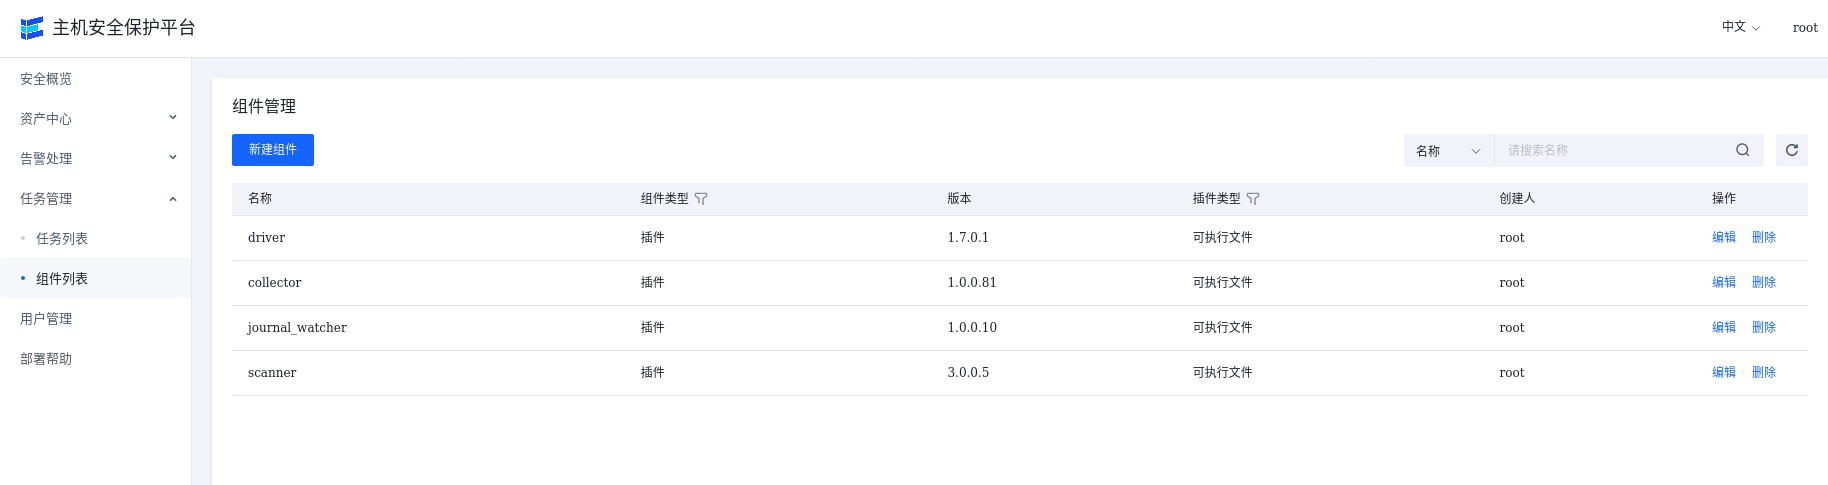 主机安全保护平台
中文
root
安全概览
资产中心
告警处理
任务管理
任务列表
组件列表
用户管理
部署帮助
组件管理
新建组件
名称 请搜索名称
名称 组件类型 版本 插件类型 创建人 操作
driver 插件 1.7.0.1 可执行文件 root 编辑 删除
collector 插件 1.0.0.81 可执行文件 root 编辑 删除
journal_watcher 插件 1.0.0.10 可执行文件 root 编辑 删除
scanner 插件 3.0.0.5 可执行文件 root 编辑 删除